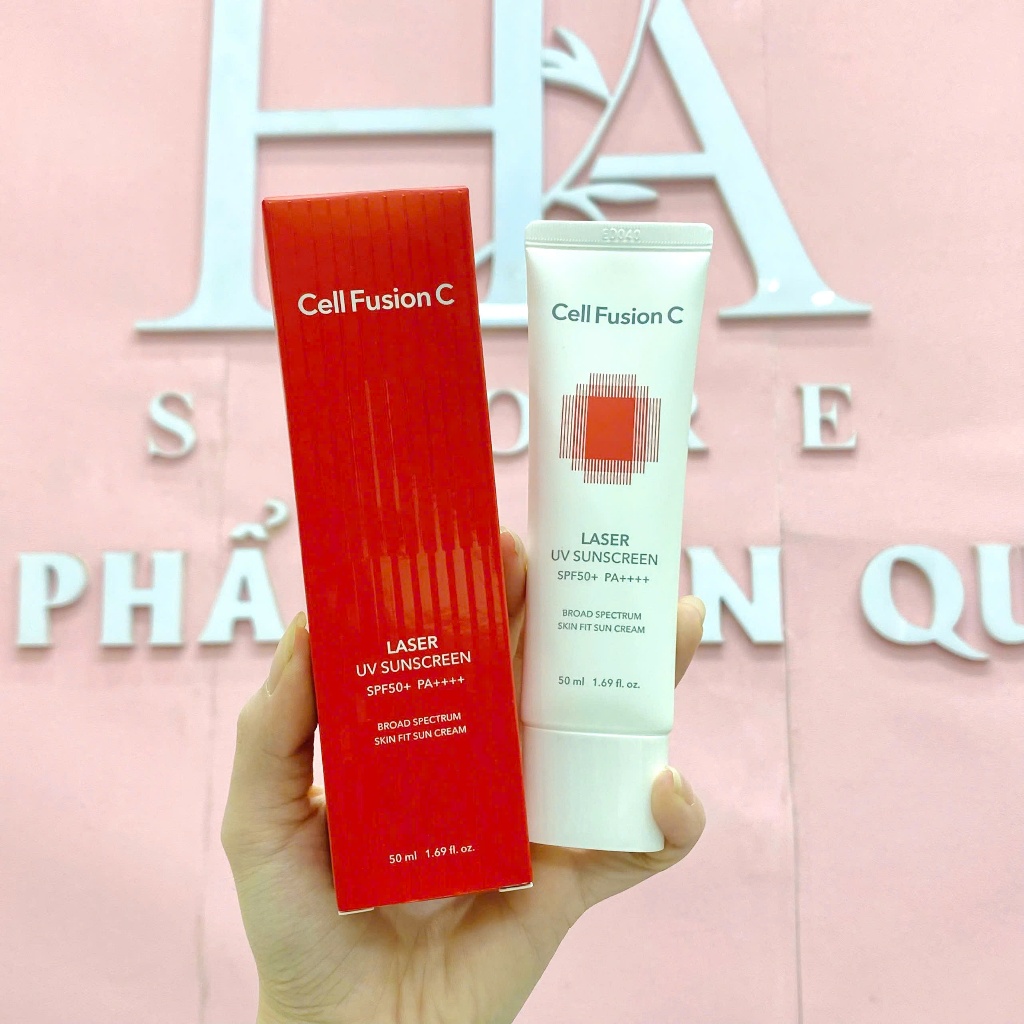 HA
S O R E
PHẨ N QU
Cell Fusion C
LASER
UV SUNSCREEN
SPF50+ PA++++
BROAD SPECTRUM
SKIN FIT SUN CREAM
50 ml 1.69 fl. oz.
Cell Fusion C
LASER
UV SUNSCREEN
SPF50+ PA++++
BROAD SPECTRUM
SKIN FIT SUN CREAM
50 ml 1.69 fl. oz.